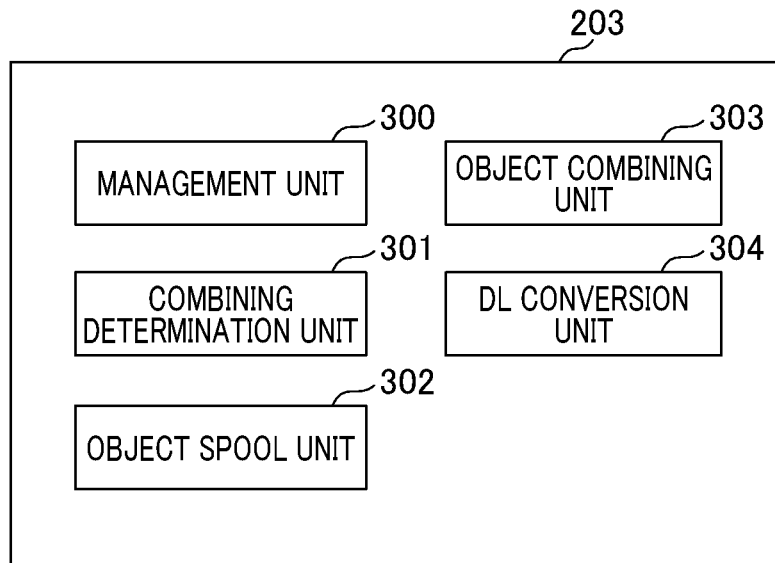 203
300
MANAGEMENT UNIT
303
OBJECT COMBINING
UNIT
301
COMBINING
DETERMINATION UNIT
304
DL CONVERSION
UNIT
302
OBJECT SPOOL UNIT